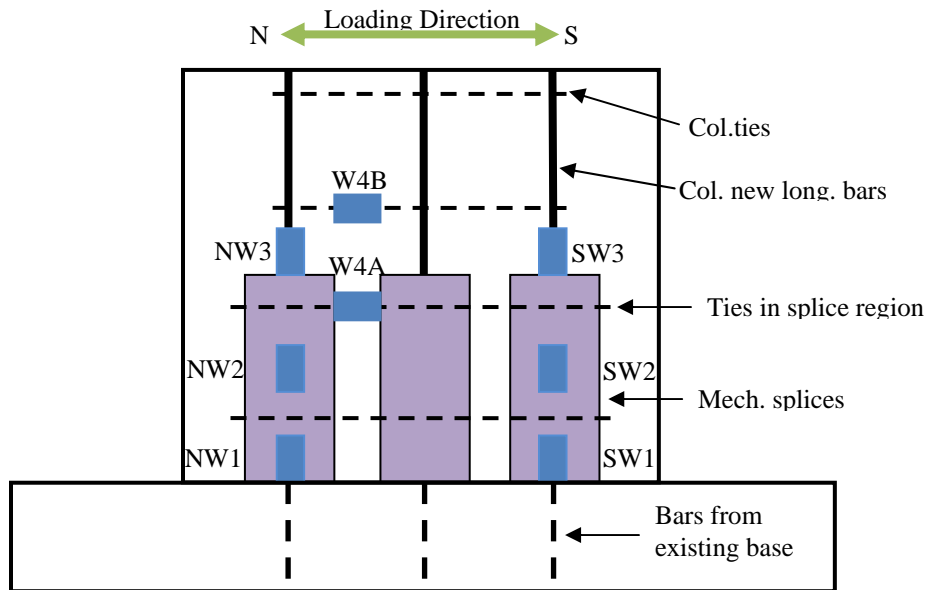 Loading Direction
N
S
Col.ties
W4B
Col. new long. bars
NW3
W4A
SW3
Ties in splice region
NW2
SW2
Mech. splices
NW1
SW1
Bars from
existing base